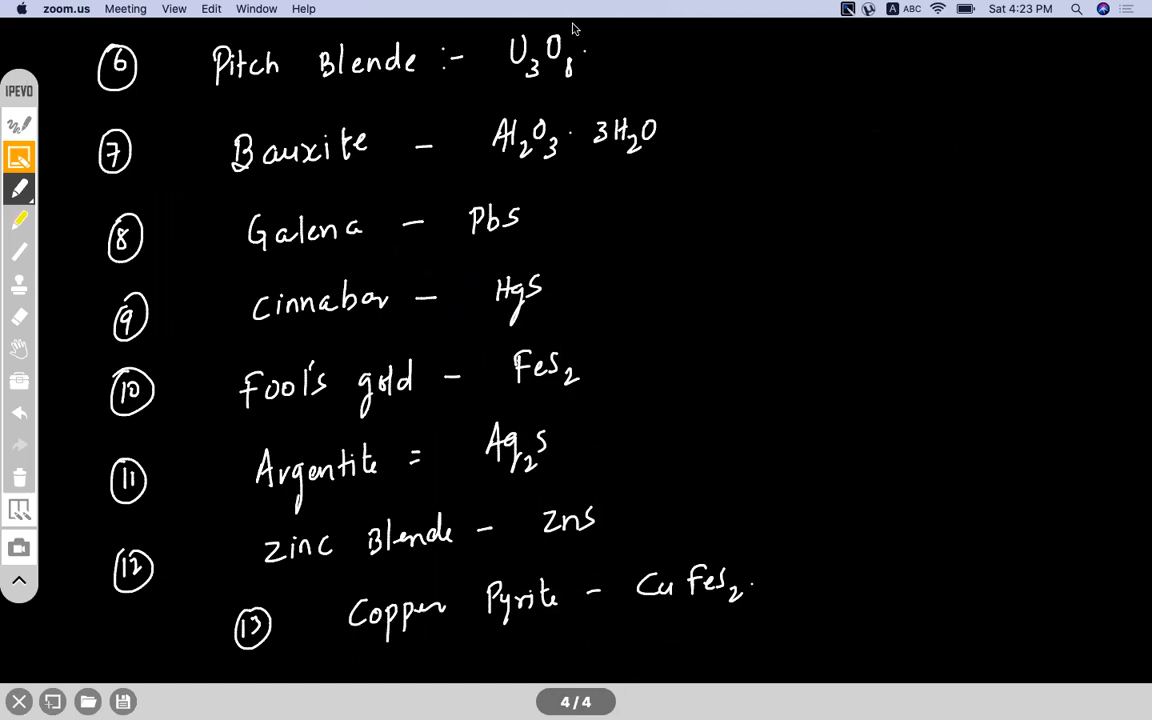 zoom.us Meeting View Edit Window Help A ABC Sat 4:23 PM
IPEVO
6 Pitch Blende :- U₃O₈.
7 Bauxite - Al₂O₃ · 3H₂O
8 Galena - PbS
9 Cinnabar - HgS
10 Fool's gold - FeS₂
11 Argentite = Ag₂S
12 Zinc Blende - ZnS
13 Copper Pyrite - CuFeS₂.
4/4